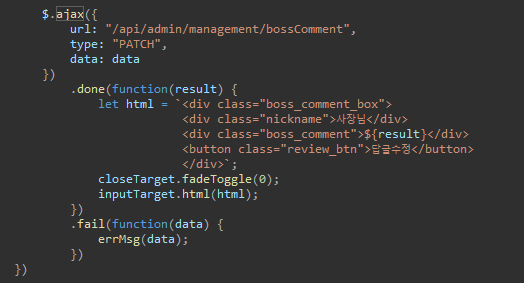 $.ajax({
url: "/api/admin/management/bossComment",
type: "PATCH",
data: data
})
.done(function(result) {
let html = `<div class="boss_comment_box">
<div class="nickname">사장님</div>
<div class="boss_comment">${result}</div>
<button class="review_btn">답글수정</button>
</div>`;
closeTarget.fadeToggle(0);
inputTarget.html(html);
})
.fail(function(data) {
errMsg(data);
})
})